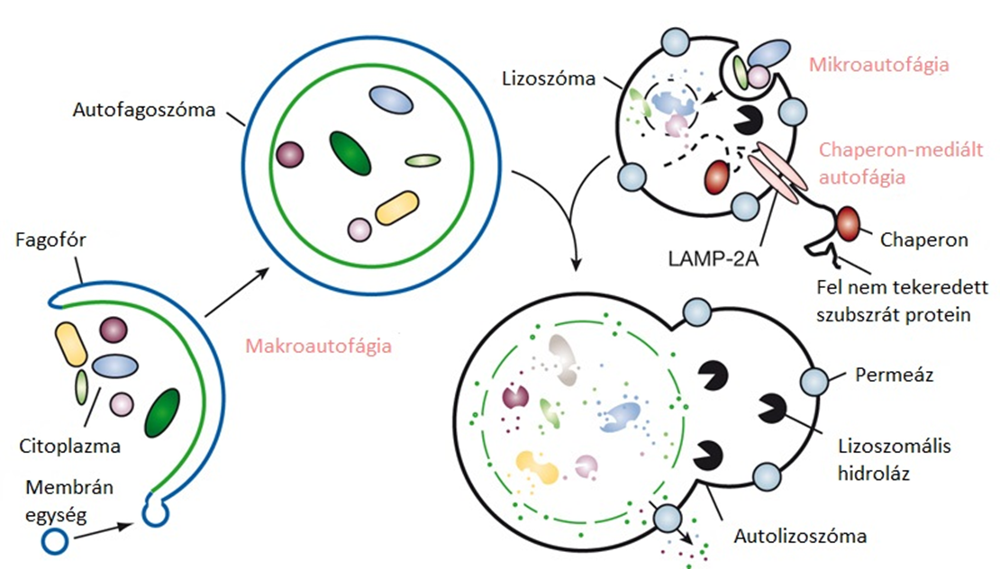 Autofagoszóma
Lizoszóma
Mikroautofágia
Chaperon-mediált
autofágia
LAMP-2A
Chaperon
Fel nem tekeredett
szubszrát protein
Fagofór
Makroautofágia
Citoplazma
Membrán
egység
Permeáz
Lizoszomális
hidroláz
Autolizoszóma